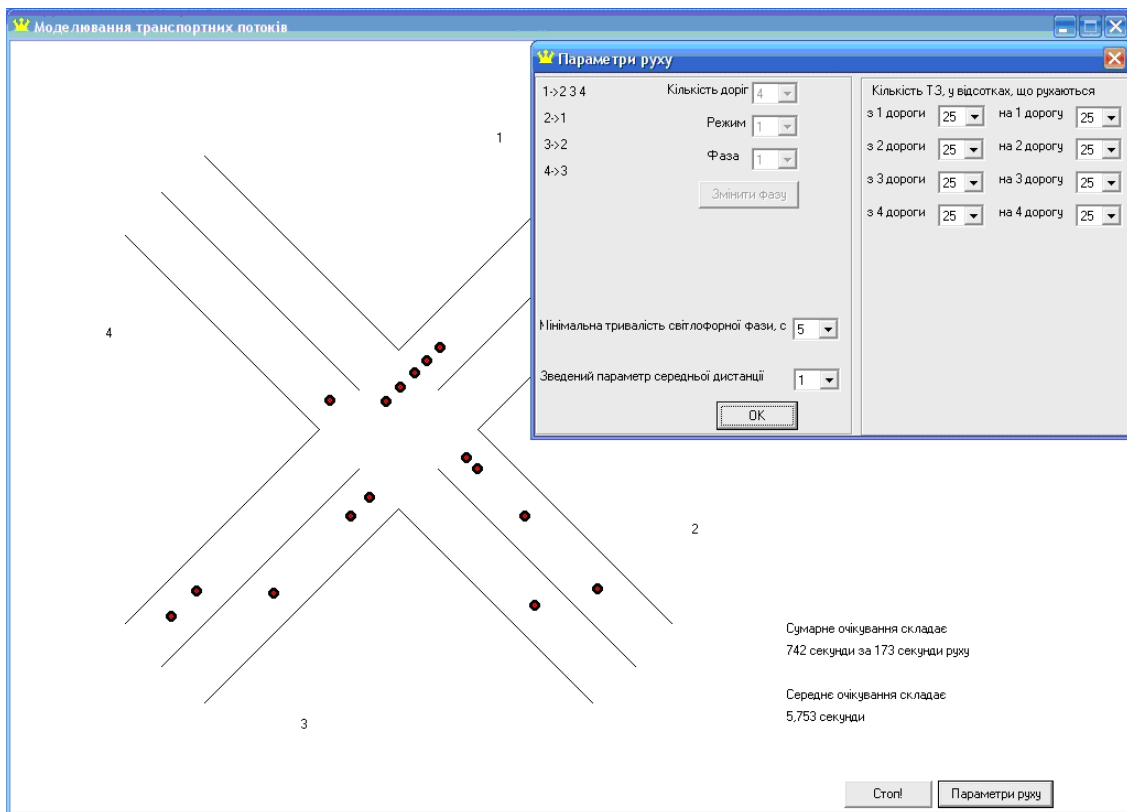 Моделювання транспортних потоків
Параметри руху
1->2 3 4
Кількість доріг 4
2->1
Режим 1
3->2
Фаза 1
4->3
Змінити фазу
Мінімальна тривалість світлофорної фази, с 5
Зведений параметр середньої дистанції 1
OK
Кількість ТЗ, у відсотках, що рухаються
з 1 дороги 25 на 1 дорогу 25
з 2 дороги 25 на 2 дорогу 25
з 3 дороги 25 на 3 дорогу 25
з 4 дороги 25 на 4 дорогу 25
1
4
2
3
Сумарне очікування складає
742 секунди за 173 секунди руху
Середнє очікування складає
5,753 секунди
Стоп!
Параметри руху